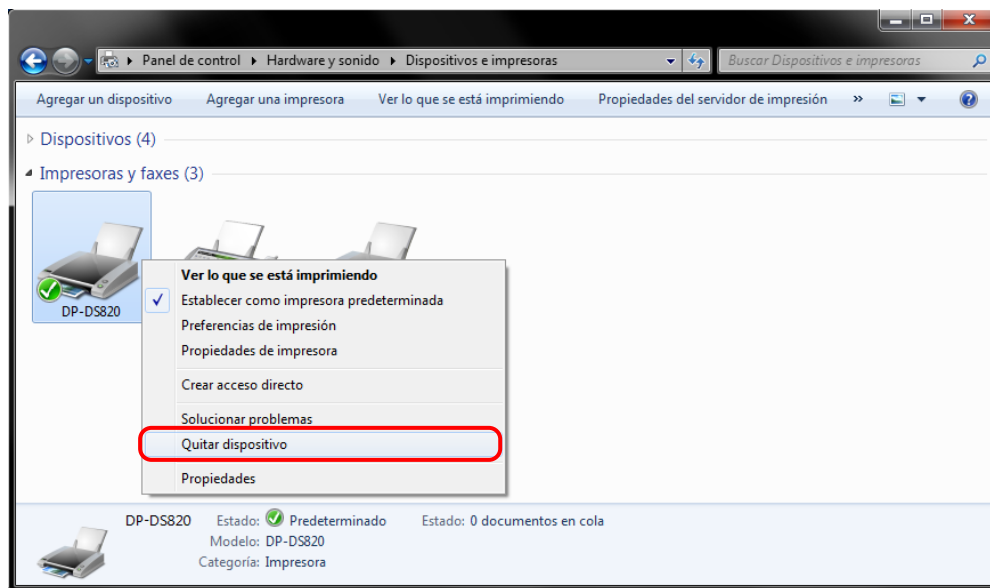 Panel de control ▸ Hardware y sonido ▸ Dispositivos e impresoras
Buscar Dispositivos e impresoras
Agregar un dispositivo Agregar una impresora Ver lo que se está imprimiendo Propiedades del servidor de impresión »
Dispositivos (4)
Impresoras y faxes (3)
DP-DS820
Ver lo que se está imprimiendo
Establecer como impresora predeterminada
Preferencias de impresión
Propiedades de impresora
Crear acceso directo
Solucionar problemas
Quitar dispositivo
Propiedades
DP-DS820 Estado: Predeterminado Estado: 0 documentos en cola
Modelo: DP-DS820
Categoría: Impresora